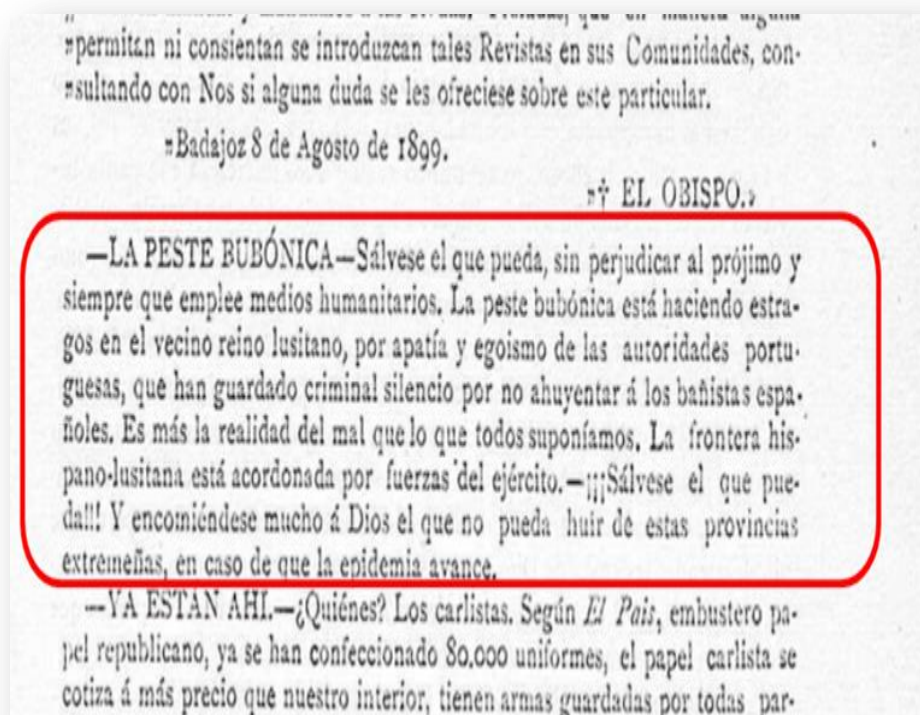 »permitan ni consientan se introduzcan tales Revistas en sus Comunidades, con-
»sultando con Nos si alguna duda se les ofreciese sobre este particular.
»Badajoz 8 de Agosto de 1899.
»† EL OBISPO.»
—LA PESTE BUBÓNICA—Sálvese el que pueda, sin perjudicar al prójimo y
siempre que emplee medios humanitarios. La peste bubónica está haciendo estra-
gos en el vecino reino lusitano, por apatía y egoismo de las autoridades portu-
guesas, que han guardado criminal silencio por no ahuyentar á los bañistas espa-
ñoles. Es más la realidad del mal que lo que todos suponíamos. La frontera his-
pano-lusitana está acordonada por fuerzas del ejército.—¡¡¡Sálvese el que pue-
da!!! Y encomiéndese mucho á Dios el que no pueda huir de estas provincias
extremeñas, en caso de que la epidemia avance.
—YA ESTÁN AHI.—¿Quiénes? Los carlistas. Según El Pais, embustero pa-
pel republicano, ya se han confeccionado 80.000 uniformes, el papel carlista se
cotiza á más precio que nuestro interior, tienen armas guardadas por todas par-